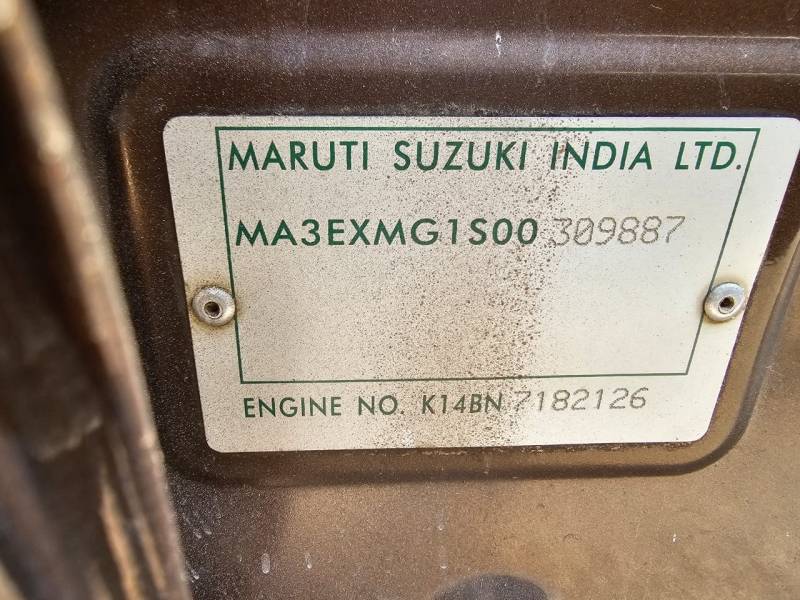 MARUTI SUZUKI INDIA LTD.
MA3EXMG1S00 309887
ENGINE NO. K14BN 7182126